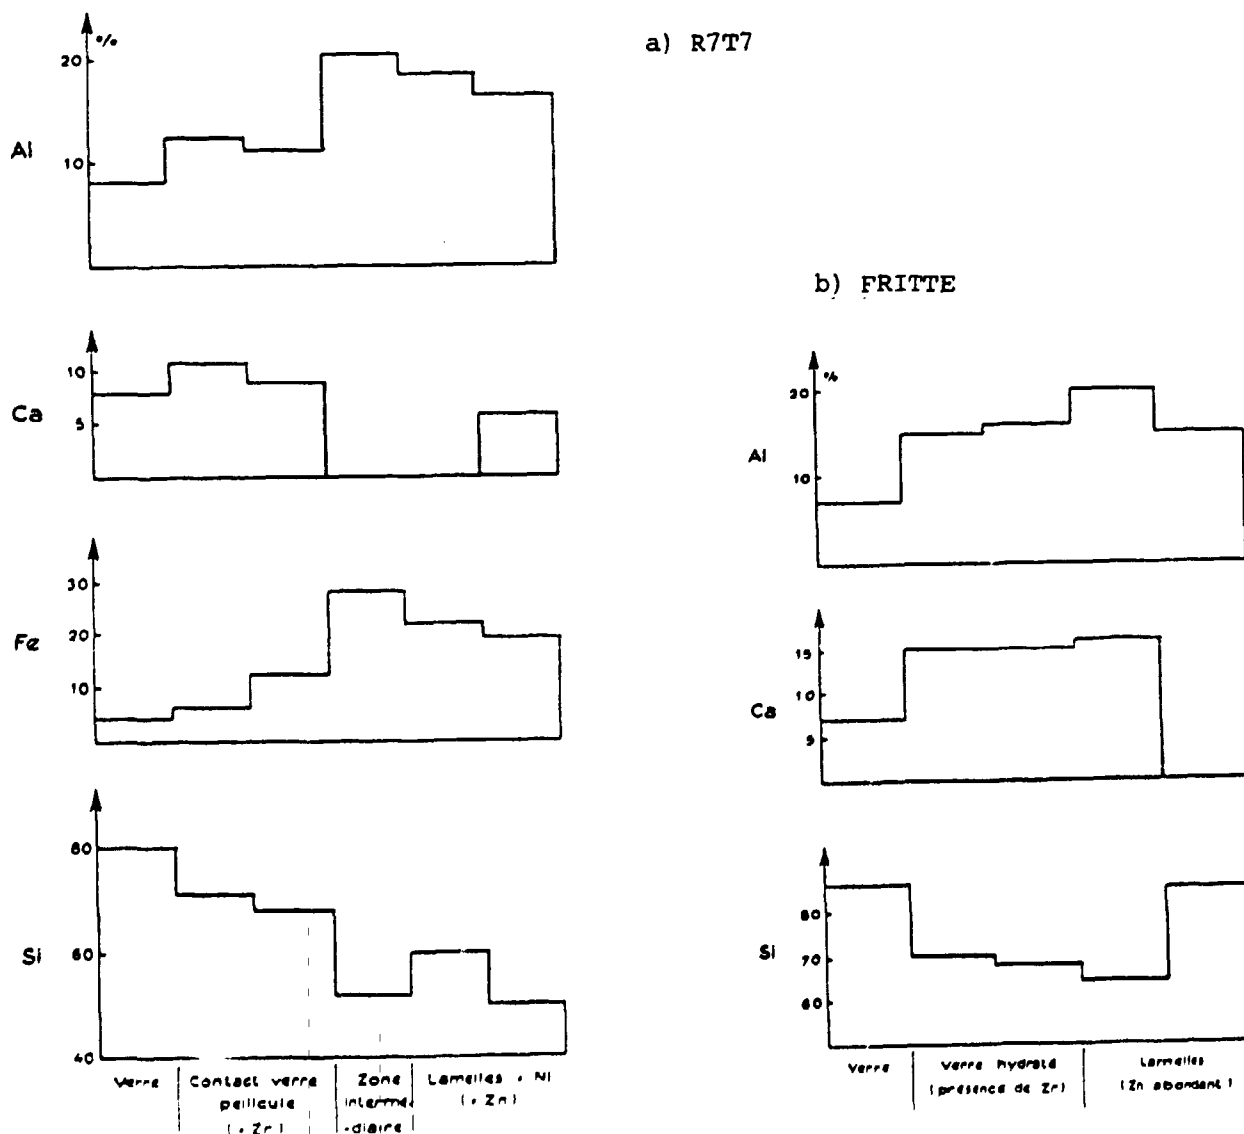 a) R7T7
%
20
10
Al
10
5
Ca
30
20
10
Fe
80
60
40
Si
Verre
Contact verre
pellicule
(+ Zr)
Zone
interme
-diaire
Lamelles + Ni
(+ Zn)
b) FRITTE
%
20
10
Al
15
10
5
Ca
80
70
60
Si
Verre
Verre hydraté
(présence de Zr)
Lamelles
(Zn abondant)